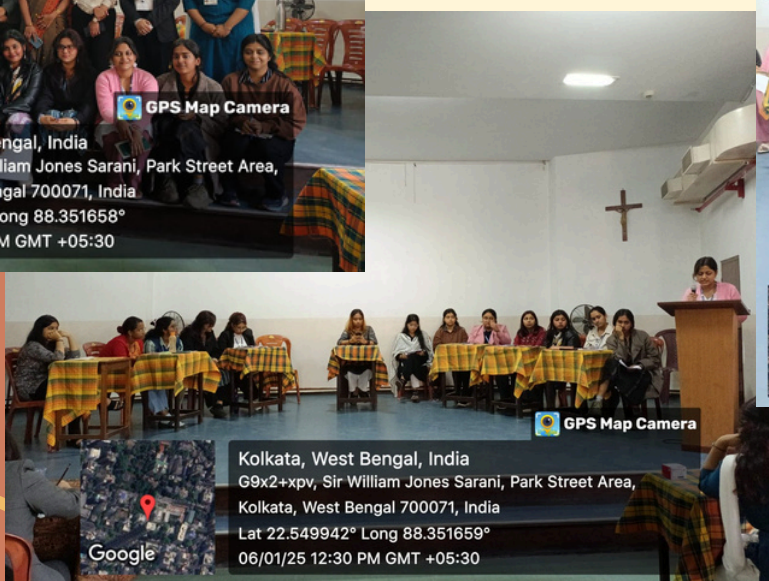 GPS Map Camera
engal, India
liam Jones Sarani, Park Street Area,
ngal 700071, India
ong 88.351658°
M GMT +05:30
GPS Map Camera
Kolkata, West Bengal, India
G9x2+xpv, Sir William Jones Sarani, Park Street Area,
Kolkata, West Bengal 700071, India
Lat 22.549942° Long 88.351659°
06/01/25 12:30 PM GMT +05:30
Google